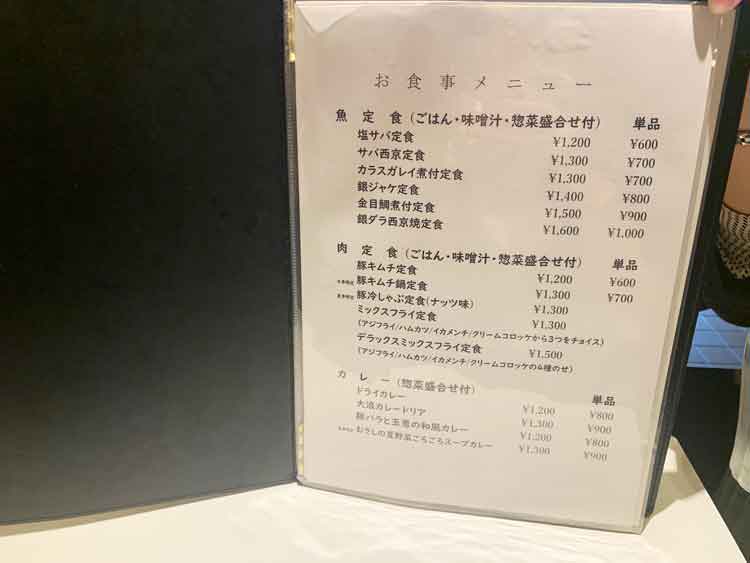 お食事メニュー
魚定食(ごはん・味噌汁・惣菜盛合せ付) 単品
塩サバ定食 ¥1,200 ¥600
サバ西京定食 ¥1,300 ¥700
カラスガレイ煮付定食 ¥1,300 ¥700
銀ジャケ定食 ¥1,400 ¥800
金目鯛煮付定食 ¥1,500 ¥900
銀ダラ西京焼定食 ¥1,600 ¥1,000
肉定食(ごはん・味噌汁・惣菜盛合せ付) 単品
豚キムチ定食 ¥1,200 ¥600
豚キムチ鍋定食 ¥1,300 ¥700
豚冷しゃぶ定食(ナッツ味) ¥1,300
ミックスフライ定食 ¥1,300
(アジフライ/ハムカツ/イカメンチ/クリームコロッケから3つをチョイス)
デラックスミックスフライ定食 ¥1,500
(アジフライ/ハムカツ/イカメンチ/クリームコロッケの4種のせ)
カレー(惣菜盛合せ付) 単品
ドライカレー ¥1,200 ¥800
大浪カレードリア ¥1,300 ¥900
豚バラと玉葱の和風カレー ¥1,200 ¥800
むさしの夏野菜ごろごろスープカレー ¥1,300 ¥900